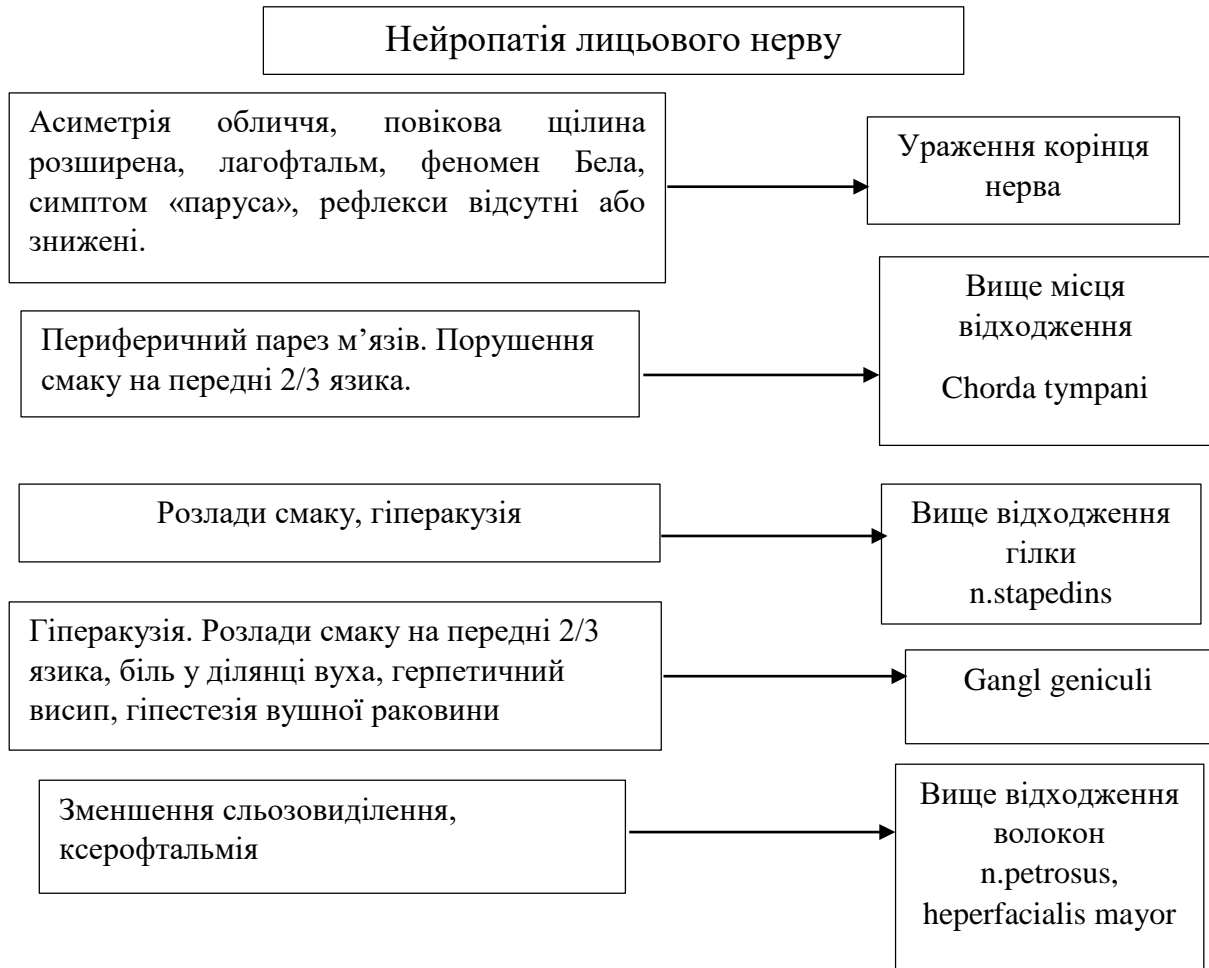 Нейропатія лицьового нерву
Асиметрія обличчя, повікова щілина
розширена, лагофтальм, феномен Бела,
симптом «паруса», рефлекси відсутні або
знижені.
Ураження корінця
нерва
Периферичний парез м’язів. Порушення
смаку на передні 2/3 язика.
Вище місця
відходження
Chorda tympani
Розлади смаку, гіперакузія
Вище відходження
гілки
n.stapedins
Гіперакузія. Розлади смаку на передні 2/3
язика, біль у ділянці вуха, герпетичний
висип, гіпестезія вушної раковини
Gangl geniculi
Зменшення сльозовиділення,
ксерофтальмія
Вище відходження
волокон
n.petrosus,
heperfacialis mayor